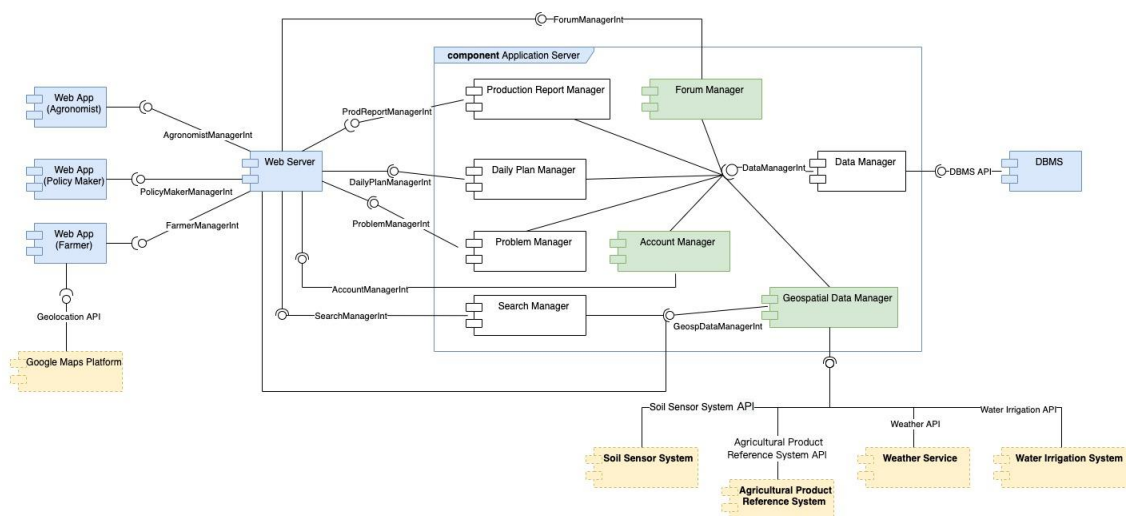 ForumManagerInt
component Application Server
Web App
(Agronomist)
Production Report Manager
Forum Manager
ProdReportManagerInt
AgronomistManagerInt
Web App
(Policy Maker)
Web Server
Daily Plan Manager
DataManagerInt
Data Manager
DBMS API
DBMS
PolicyMakerManagerInt
DailyPlanManagerInt
Web App
(Farmer)
FarmerManagerInt
ProblemManagerInt
Problem Manager
Account Manager
AccountManagerInt
Geospatial Data Manager
Geolocation API
SearchManagerInt
Search Manager
GeospDataManagerInt
Google Maps Platform
Soil Sensor System API
Water Irrigation API
Weather API
Agricultural Product
Reference System API
Soil Sensor System
Weather Service
Water Irrigation System
Agricultural Product
Reference System